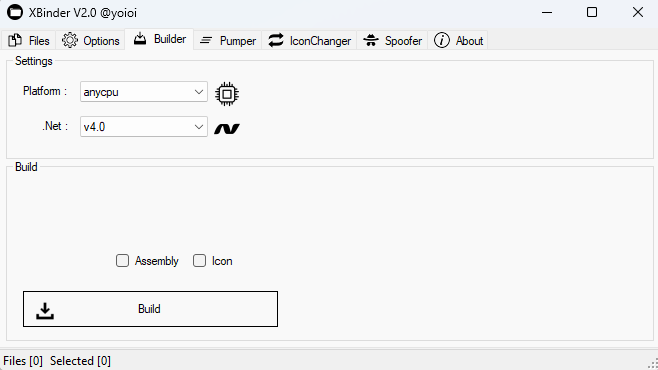 XBinder V2.0 @yoioi
Files Options Builder Pumper IconChanger Spoofer About
Settings
Platform : anycpu
.Net : v4.0
Build
Assembly Icon
Build
Files [0] Selected [0]